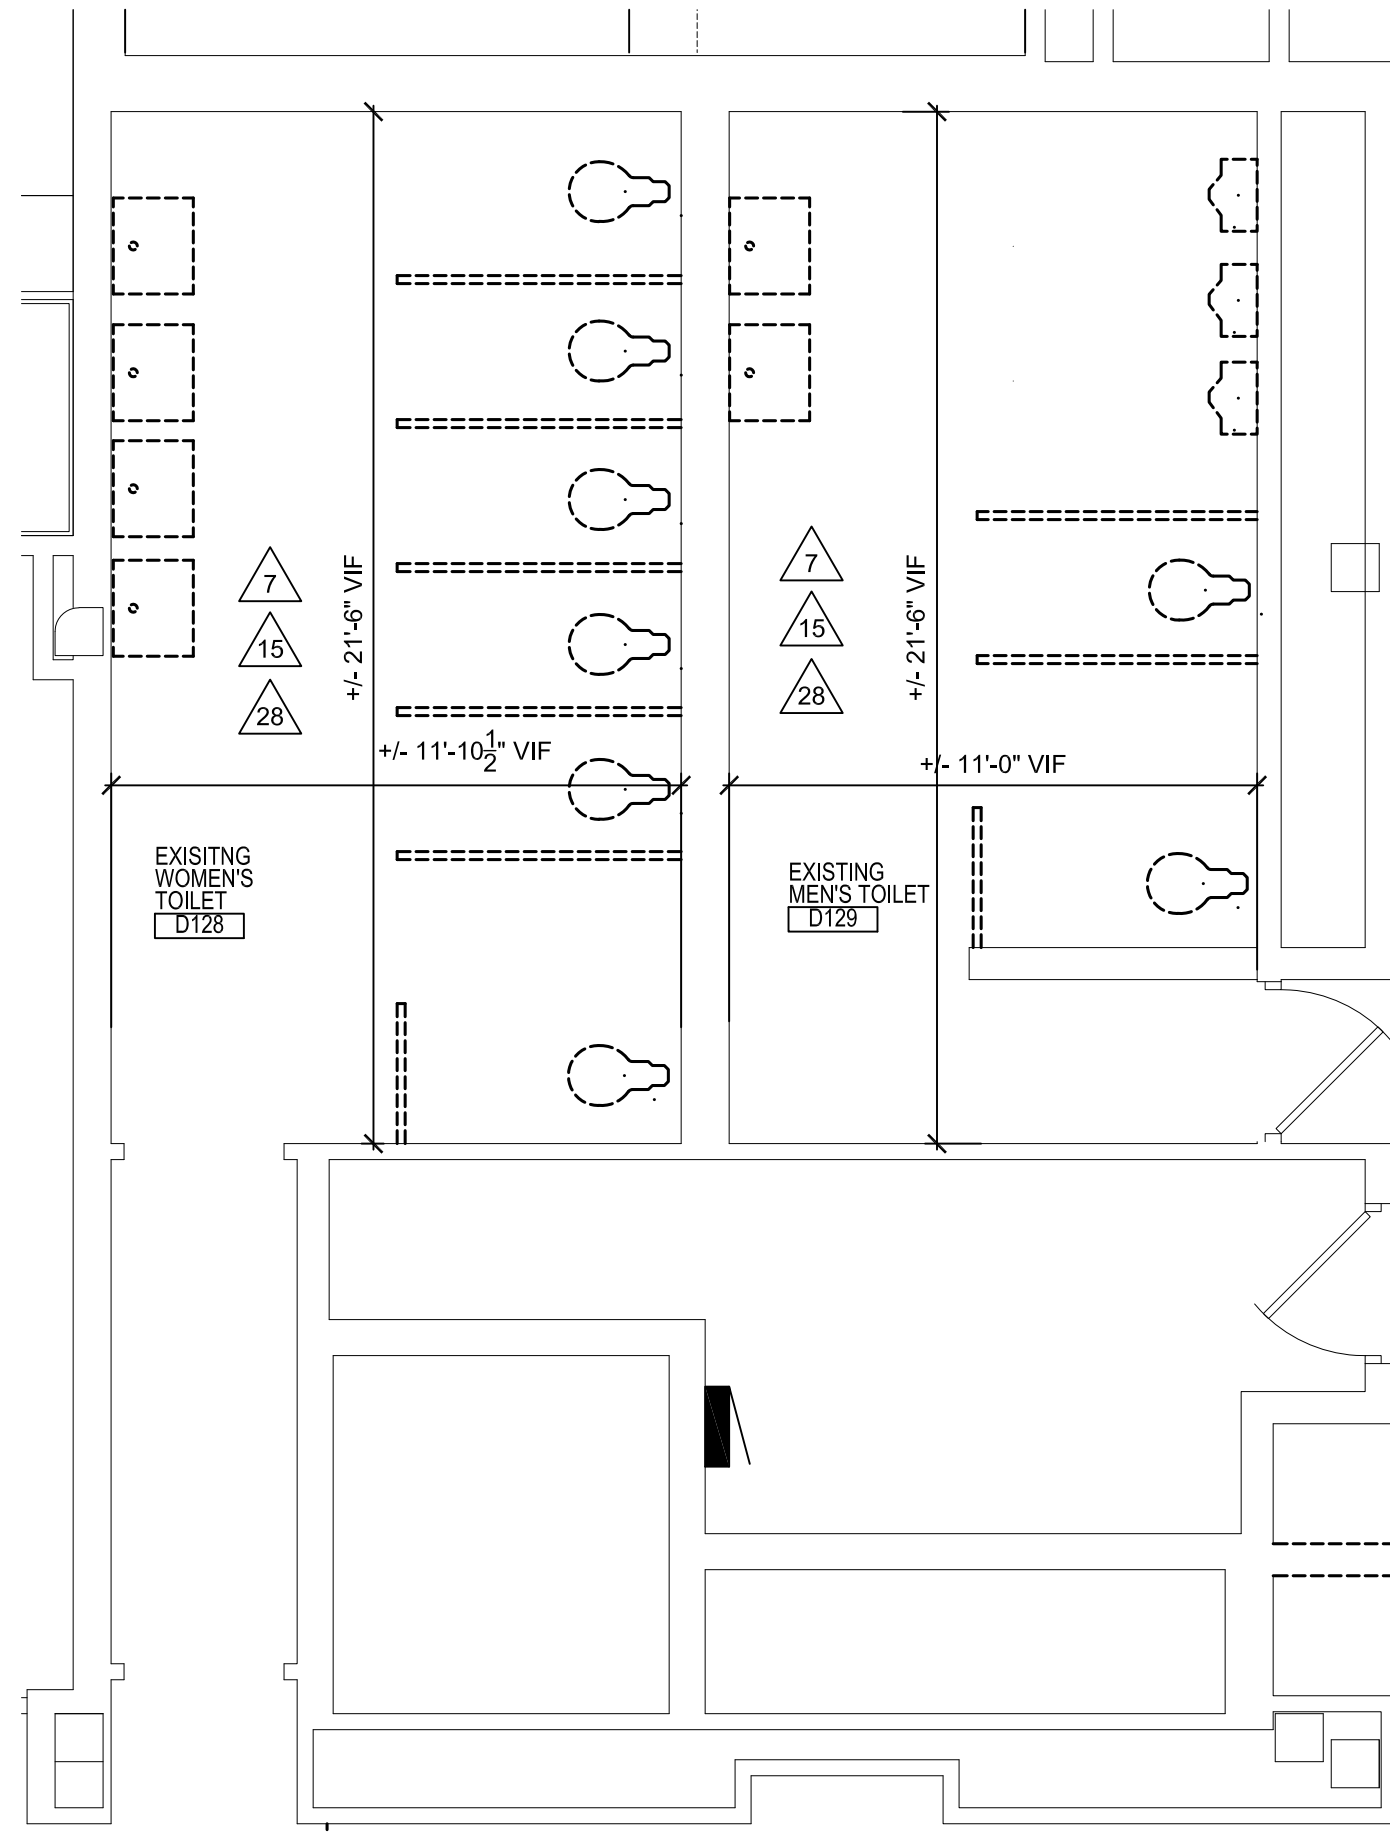 7
15
28
+/- 21'-6" VIF
+/- 11'-10 1/2" VIF
EXISITNG
WOMEN'S
TOILET
D128
7
15
28
+/- 21'-6" VIF
+/- 11'-0" VIF
EXISTING
MEN'S TOILET
D129